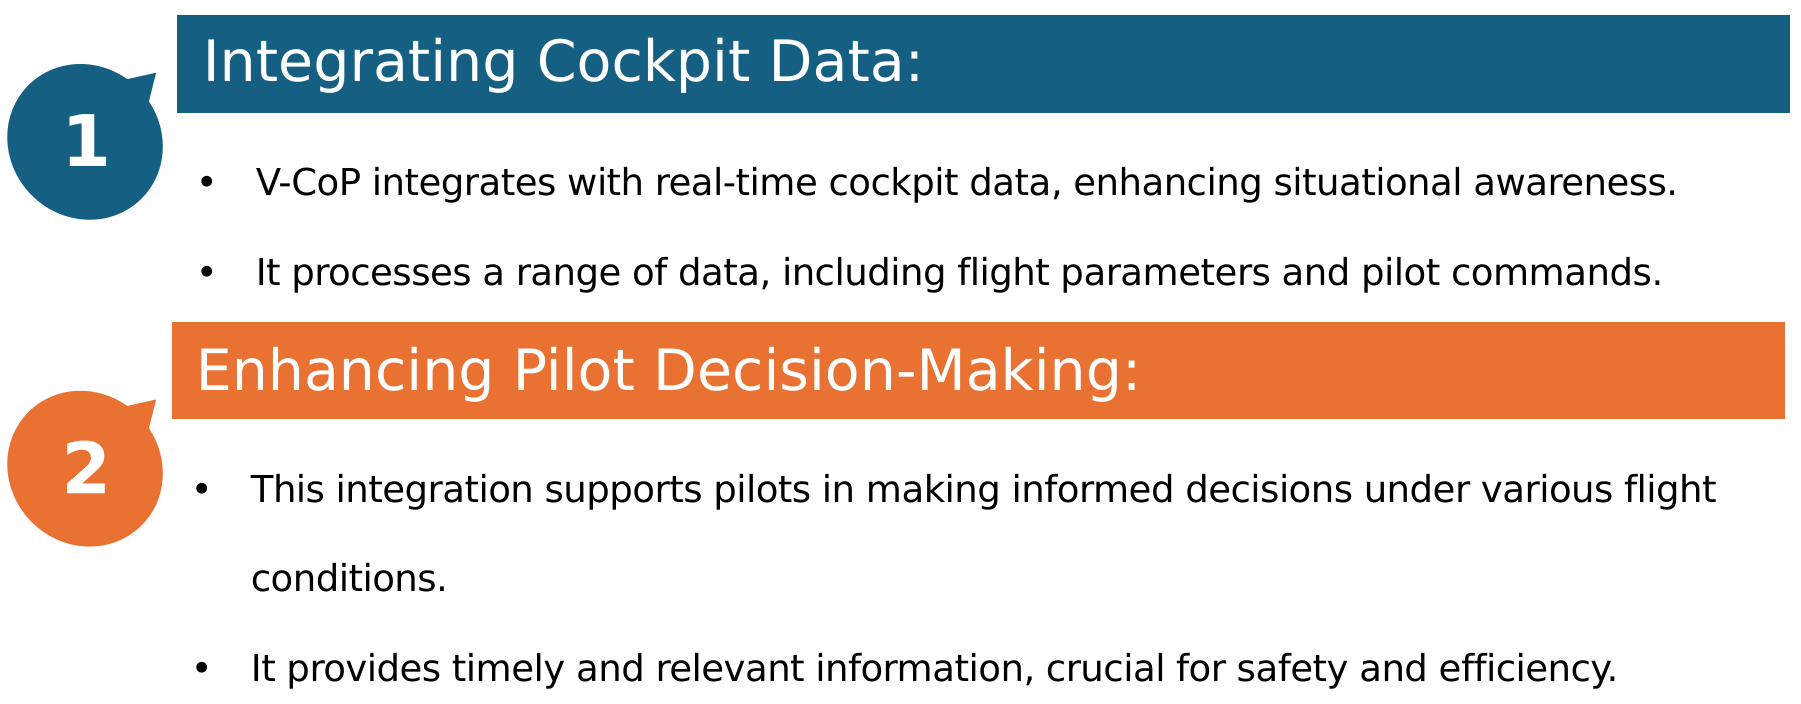 Integrating Cockpit Data:
1
• V-CoP integrates with real-time cockpit data, enhancing situational awareness.
• It processes a range of data, including flight parameters and pilot commands.
Enhancing Pilot Decision-Making:
2
• This integration supports pilots in making informed decisions under various flight
conditions.
• It provides timely and relevant information, crucial for safety and efficiency.